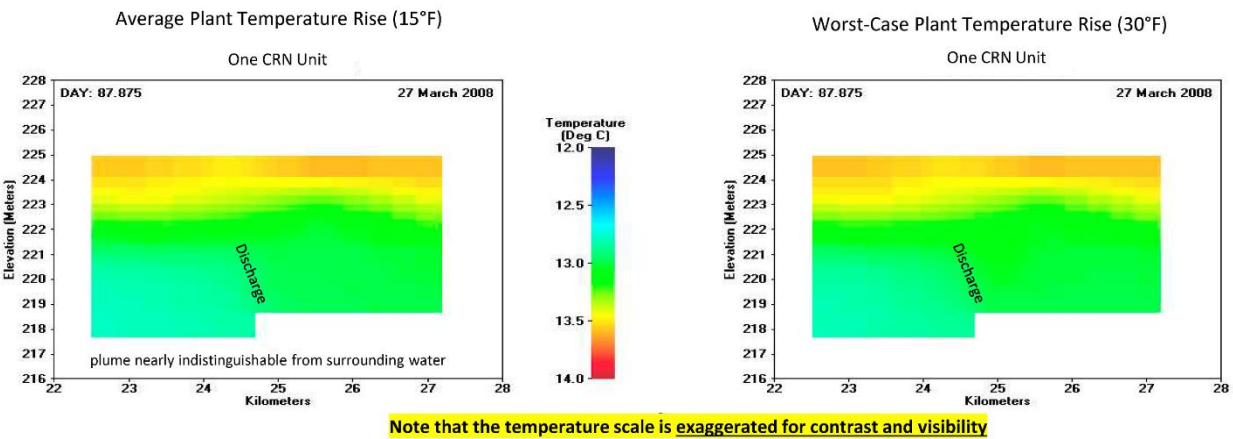 Average Plant Temperature Rise (15°F)
One CRN Unit
DAY: 87.875 27 March 2008
228
227
226
225
224
223
222
221
220
219
218
217
216
Elevation (Meters)
Discharge
plume nearly indistinguishable from surrounding water
22 23 24 25 26 27 28
Kilometers
Temperature
(Deg C)
12.0
12.5
13.0
13.5
14.0
Worst-Case Plant Temperature Rise (30°F)
One CRN Unit
DAY: 87.875 27 March 2008
228
227
226
225
224
223
222
221
220
219
218
217
216
Elevation (Meters)
Discharge
22 23 24 25 26 27 28
Kilometers
Note that the temperature scale is exaggerated for contrast and visibility